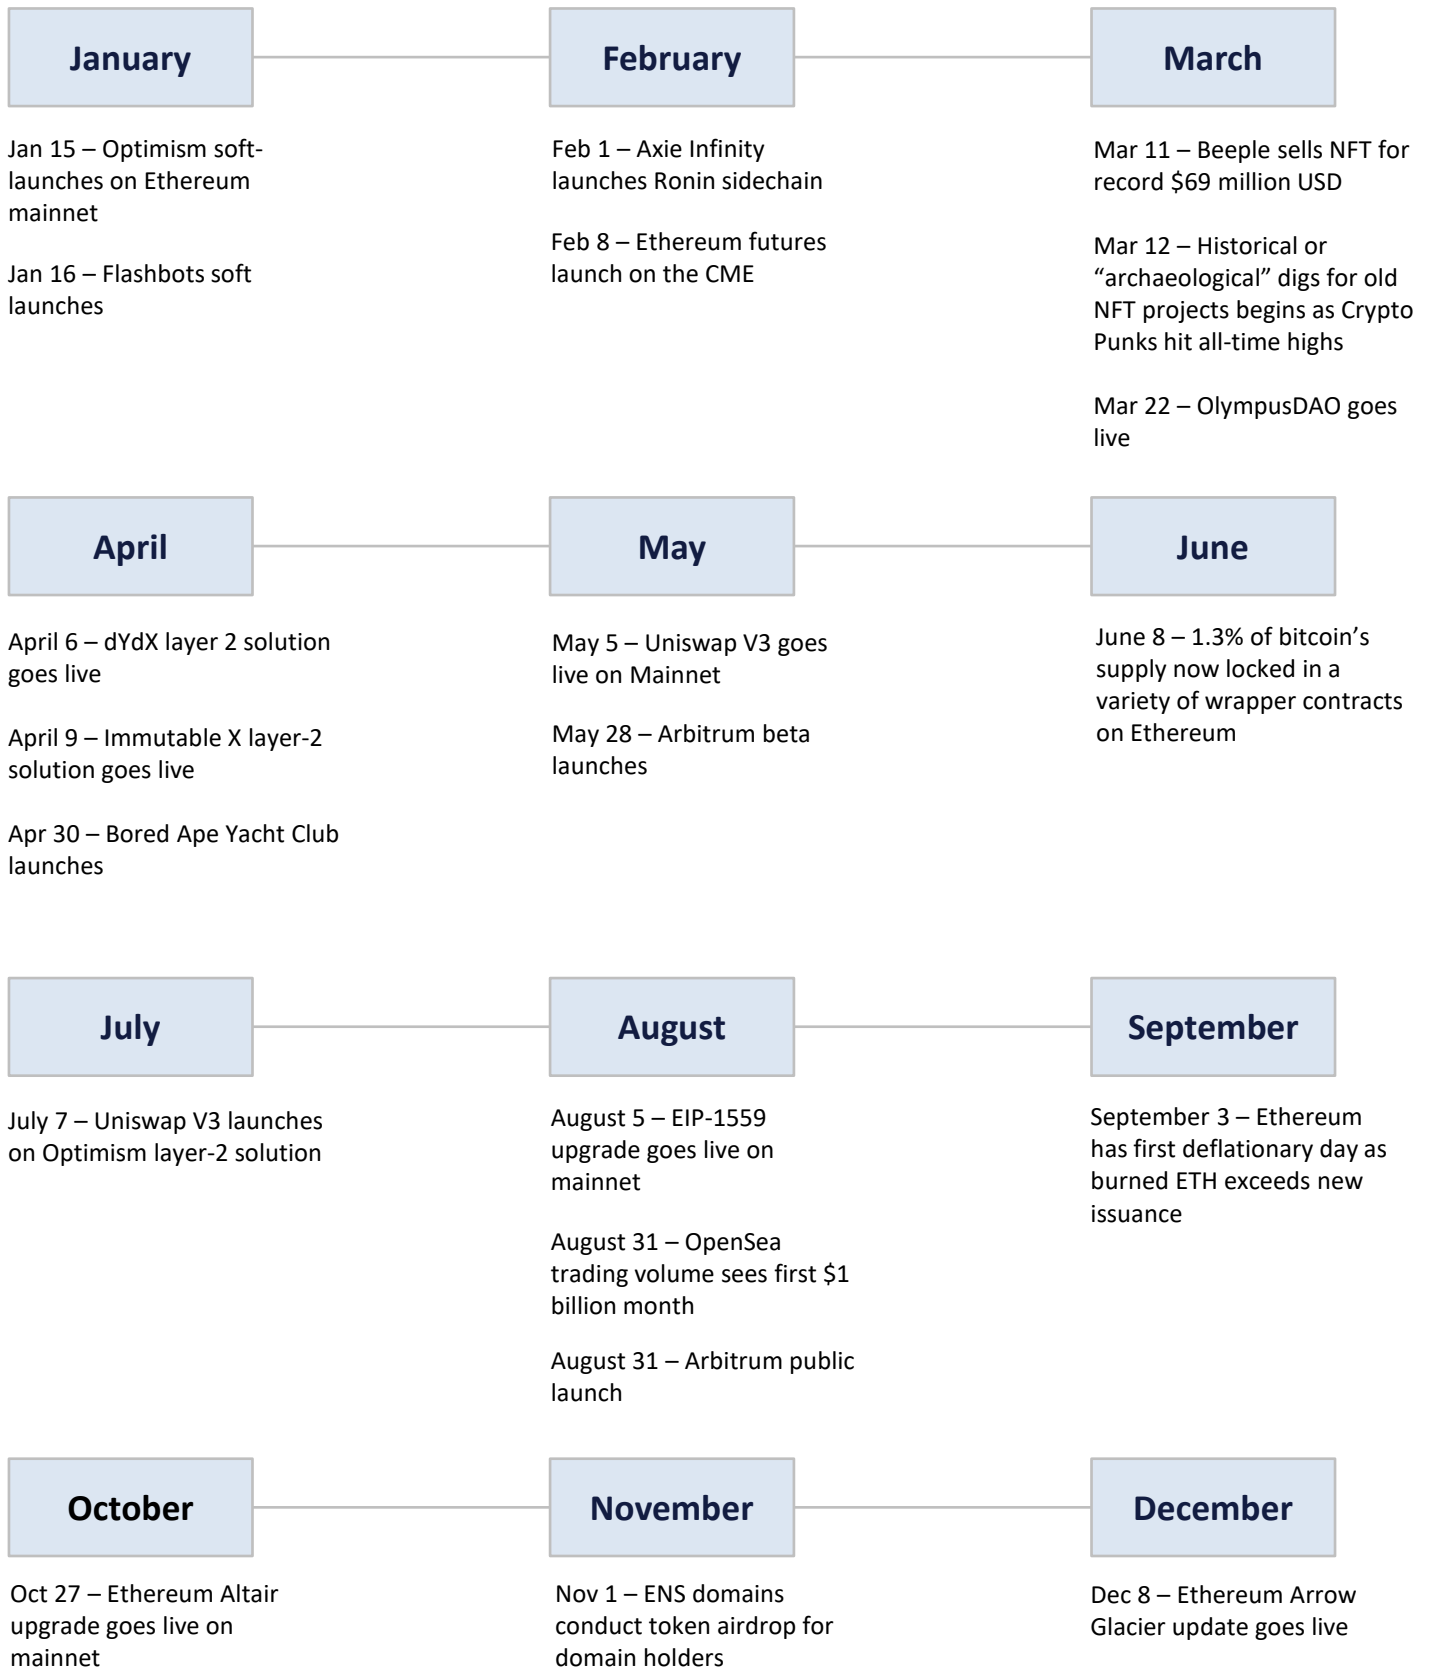 January
February
March
Jan 15 – Optimism soft-
launches on Ethereum
mainnet
Jan 16 – Flashbots soft
launches
Feb 1 – Axie Infinity
launches Ronin sidechain
Feb 8 – Ethereum futures
launch on the CME
Mar 11 – Beeple sells NFT for
record $69 million USD
Mar 12 – Historical or
“archaeological” digs for old
NFT projects begins as Crypto
Punks hit all-time highs
Mar 22 – OlympusDAO goes
live
April
May
June
April 6 – dYdX layer 2 solution
goes live
April 9 – Immutable X layer-2
solution goes live
Apr 30 – Bored Ape Yacht Club
launches
May 5 – Uniswap V3 goes
live on Mainnet
May 28 – Arbitrum beta
launches
June 8 – 1.3% of bitcoin’s
supply now locked in a
variety of wrapper contracts
on Ethereum
July
August
September
July 7 – Uniswap V3 launches
on Optimism layer-2 solution
August 5 – EIP-1559
upgrade goes live on
mainnet
August 31 – OpenSea
trading volume sees first $1
billion month
August 31 – Arbitrum public
launch
September 3 – Ethereum
has first deflationary day as
burned ETH exceeds new
issuance
October
November
December
Oct 27 – Ethereum Altair
upgrade goes live on
mainnet
Nov 1 – ENS domains
conduct token airdrop for
domain holders
Dec 8 – Ethereum Arrow
Glacier update goes live